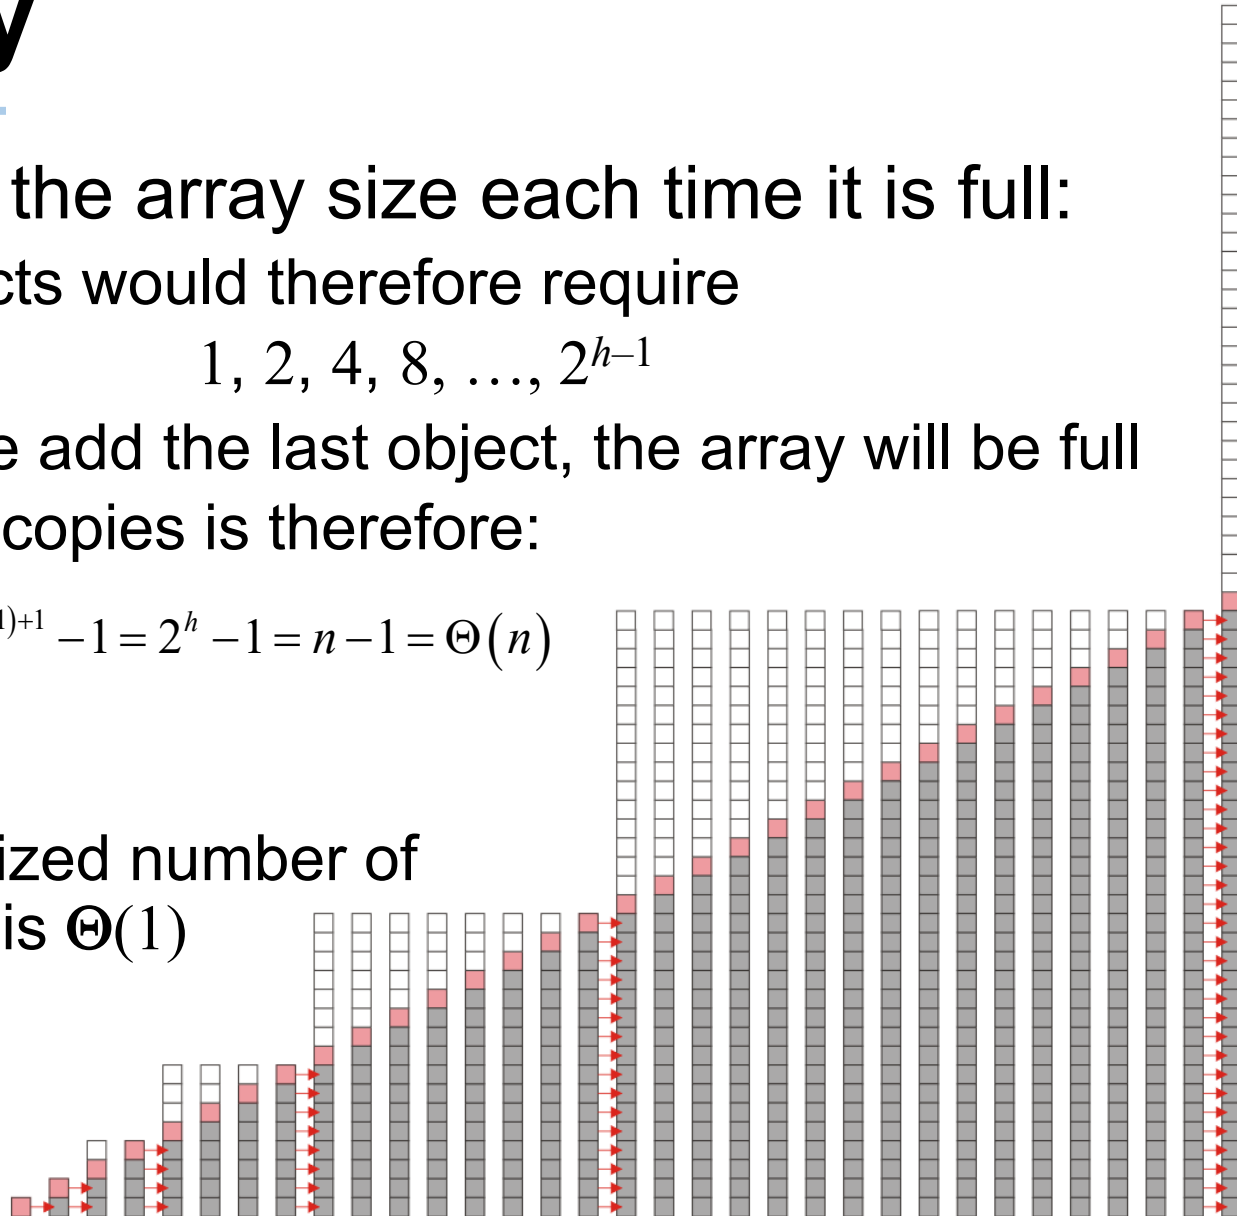 y
the array size each time it is full:
cts would therefore require
1, 2, 4, 8, …, 2^{h–1}
e add the last object, the array will be full
copies is therefore:
1)+1 − 1 = 2^h − 1 = n − 1 = Θ(n)
ized number of
is Θ(1)